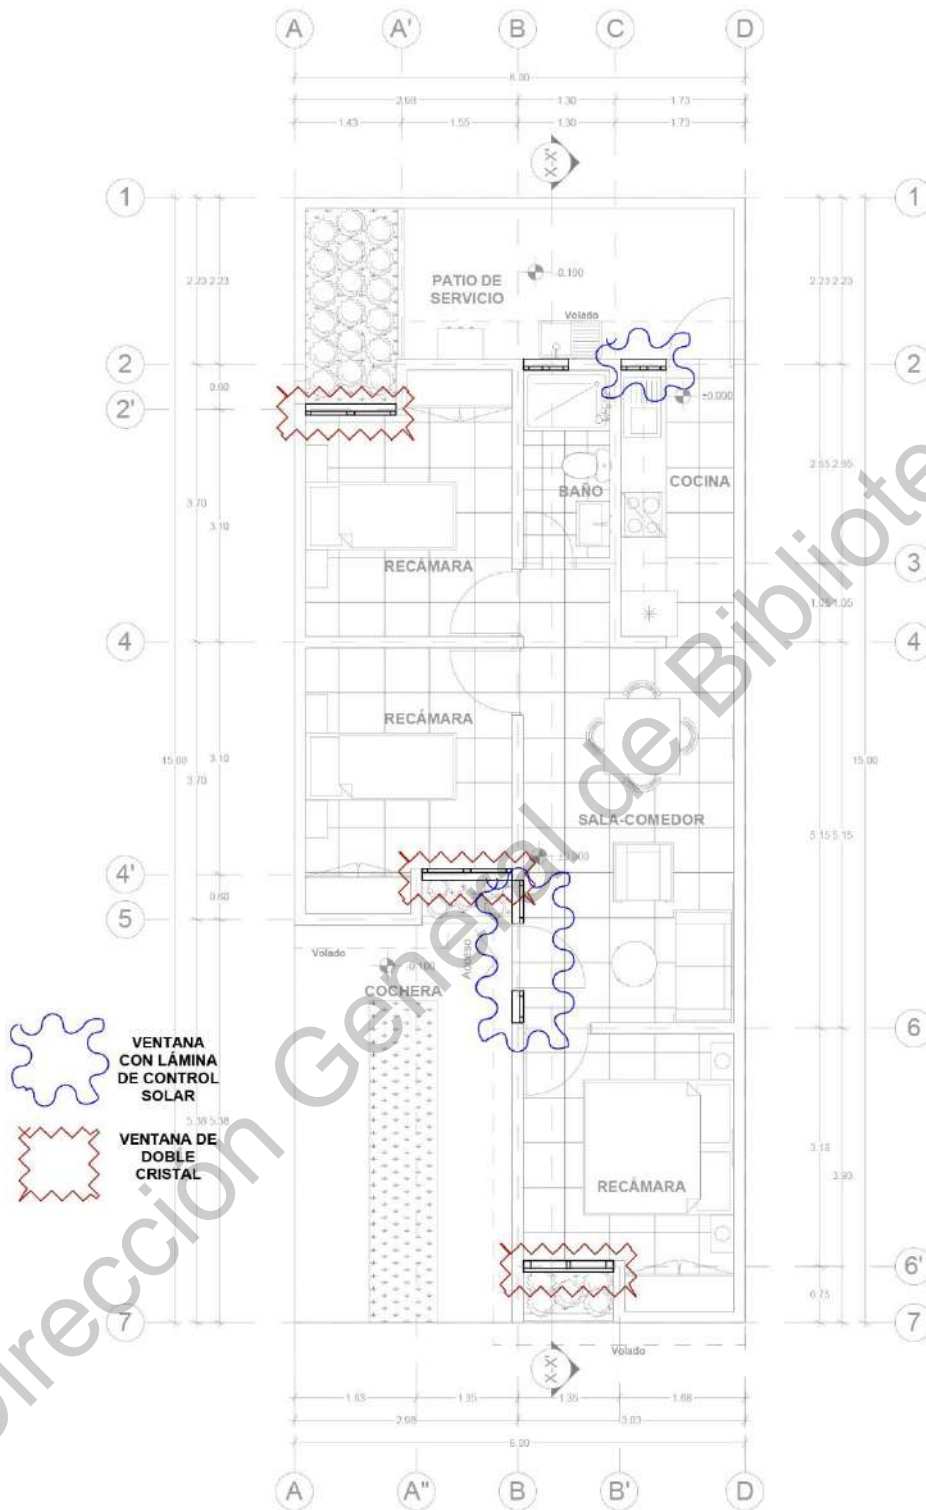 A A' B C D
6.00
2.98 1.30 1.73
1.43 1.55 1.30 1.73
X-X'
1 1
2.23 2.23 2.23 2.23
PATIO DE
SERVICIO
-0.100
Volado
2 2
0.60
2'
±0.000
2.65 2.65
COCINA
BAÑO
3.70
3.10
RECÁMARA
3
1.05 1.05
4 4
RECÁMARA
15.00 3.10 15.00
3.70
SALA-COMEDOR
5.15 5.15
4'
±0.000
0.60
5
Volado
Acceso
-0.100
COCHERA
6
VENTANA
CON LÁMINA
DE CONTROL
SOLAR
5.38 5.38
VENTANA DE
DOBLE
CRISTAL
3.18
3.90
RECÁMARA
6'
0.75
7 7
Volado
X-X'
1.63 1.35 1.35 1.68
2.98 3.03
6.00
A A" B B' D
Dirección General de Bibliote